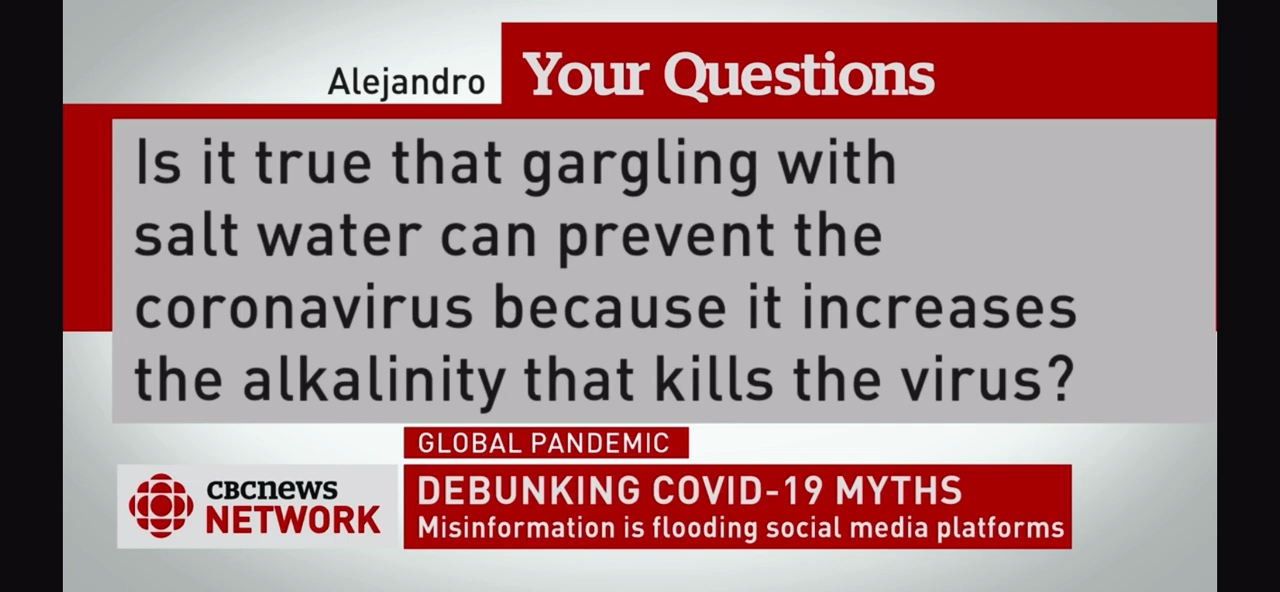 Alejandro
Your Questions
Is it true that gargling with
salt water can prevent the
coronavirus because it increases
the alkalinity that kills the virus?
GLOBAL PANDEMIC
CBCnews
NETWORK
DEBUNKING COVID-19 MYTHS
Misinformation is flooding social media platforms